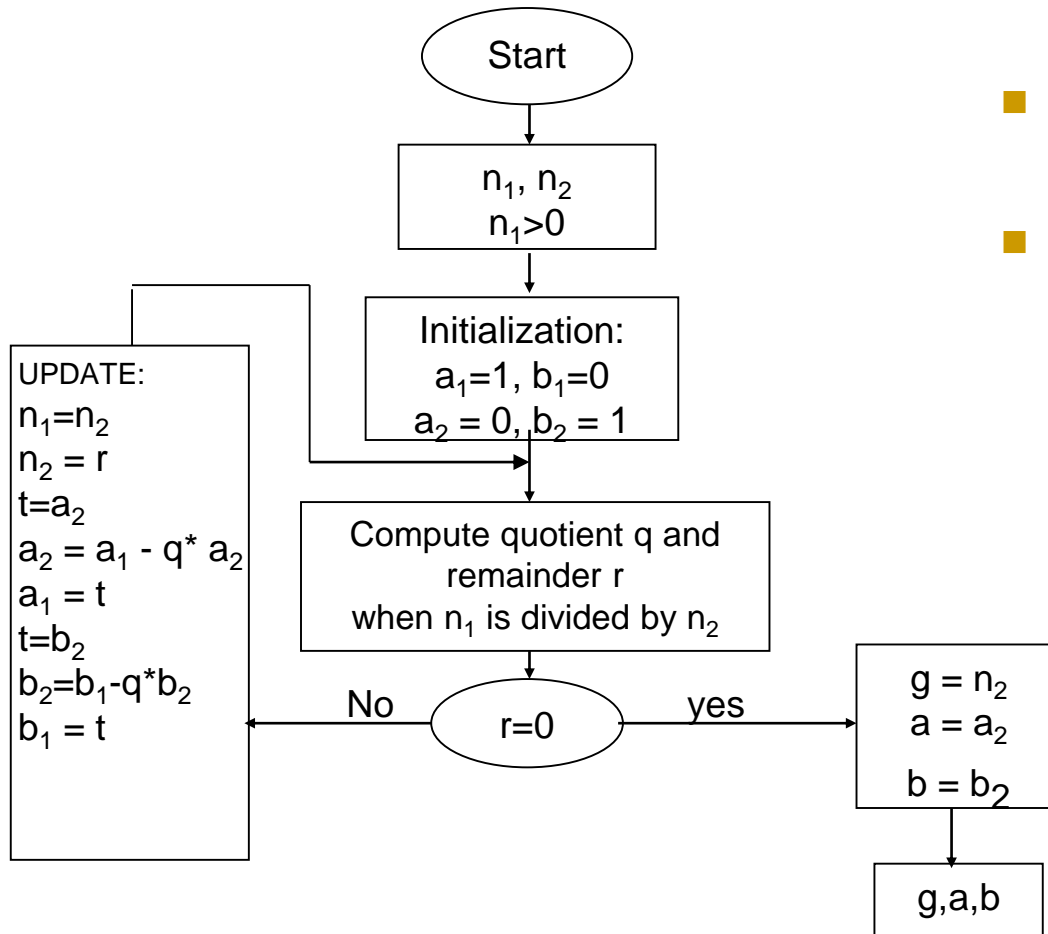 Start
n₁, n₂
n₁>0
Initialization:
a₁=1, b₁=0
a₂ = 0, b₂ = 1
UPDATE:
n₁=n₂
n₂ = r
t=a₂
a₂ = a₁ - q* a₂
a₁ = t
t=b₂
b₂=b₁-q*b₂
b₁ = t
Compute quotient q and
remainder r
when n₁ is divided by n₂
No
r=0
yes
g = n₂
a = a₂
b = b₂
g,a,b